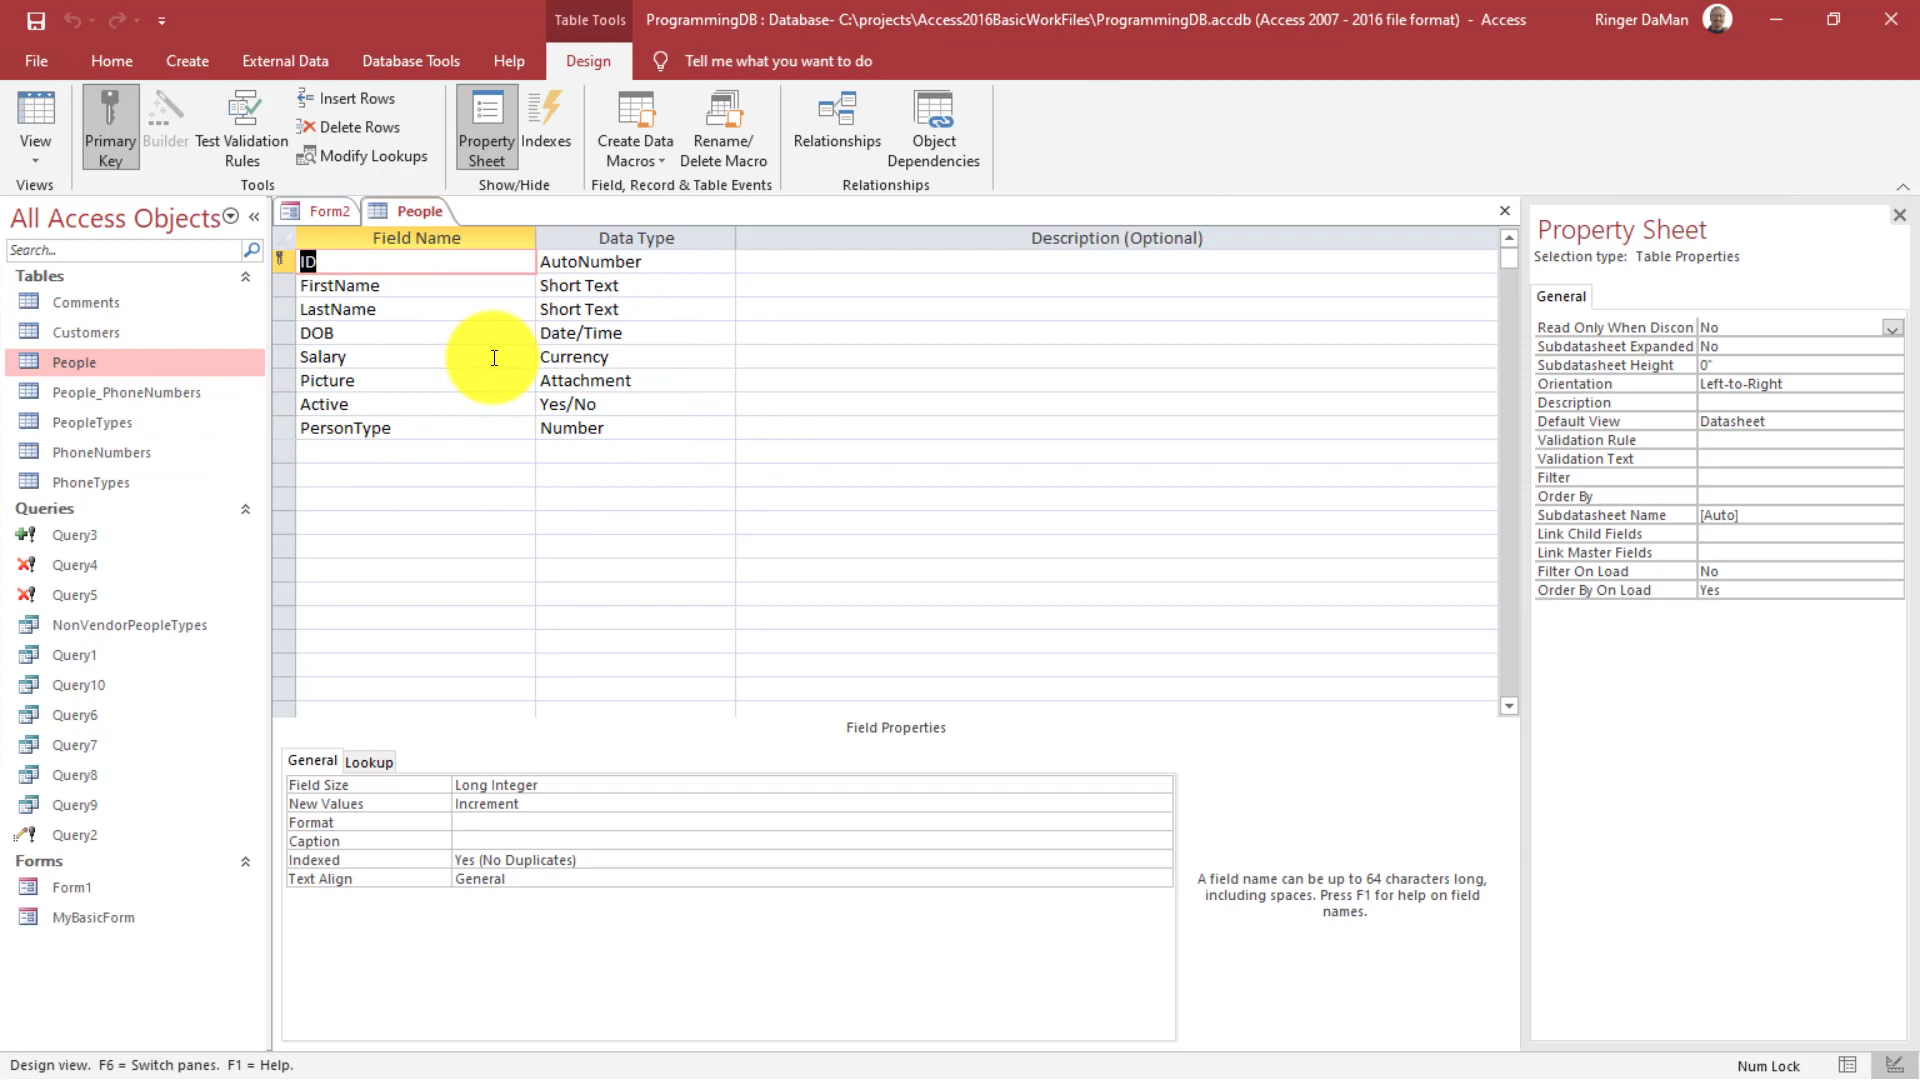 Table Tools
ProgrammingDB : Database- C:\projects\Access2016BasicWorkFiles\ProgrammingDB.accdb (Access 2007 - 2016 file format) - Access
Ringer DaMan
File Home Create External Data Database Tools Help Design Tell me what you want to do
View
Primary Key
Builder
Test Validation Rules
Insert Rows
Delete Rows
Modify Lookups
Property Sheet
Indexes
Create Data Macros
Rename/ Delete Macro
Relationships
Object Dependencies
Views
Tools
Show/Hide
Field, Record & Table Events
Relationships
All Access Objects
Search...
Tables
Comments
Customers
People
People_PhoneNumbers
PeopleTypes
PhoneNumbers
PhoneTypes
Queries
Query3
Query4
Query5
NonVendorPeopleTypes
Query1
Query10
Query6
Query7
Query8
Query9
Query2
Forms
Form1
MyBasicForm
Form2
People
Field Name Data Type Description (Optional)
ID AutoNumber
FirstName Short Text
LastName Short Text
DOB Date/Time
Salary Currency
Picture Attachment
Active Yes/No
PersonType Number
Field Properties
General Lookup
Field Size Long Integer
New Values Increment
Format
Caption
Indexed Yes (No Duplicates)
Text Align General
A field name can be up to 64 characters long,
including spaces. Press F1 for help on field
names.
Property Sheet
Selection type: Table Properties
General
Read Only When Discon No
Subdatasheet Expanded No
Subdatasheet Height 0"
Orientation Left-to-Right
Description
Default View Datasheet
Validation Rule
Validation Text
Filter
Order By
Subdatasheet Name [Auto]
Link Child Fields
Link Master Fields
Filter On Load No
Order By On Load Yes
Design view. F6 = Switch panes. F1 = Help.
Num Lock